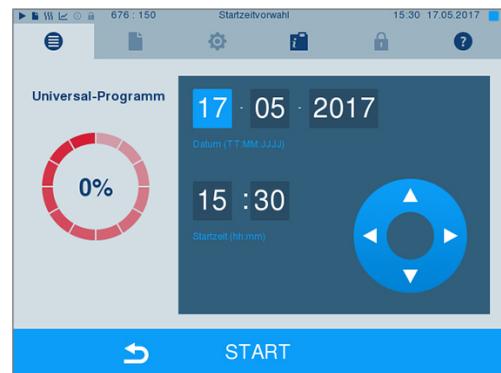 676 : 150 Startzeitvorwahl 15:30 17.05.2017
Universal-Programm
17 · 05 · 2017
Datum (TT:MM:JJJJ)
0%
15 : 30
Startzeit (hh:mm)
START